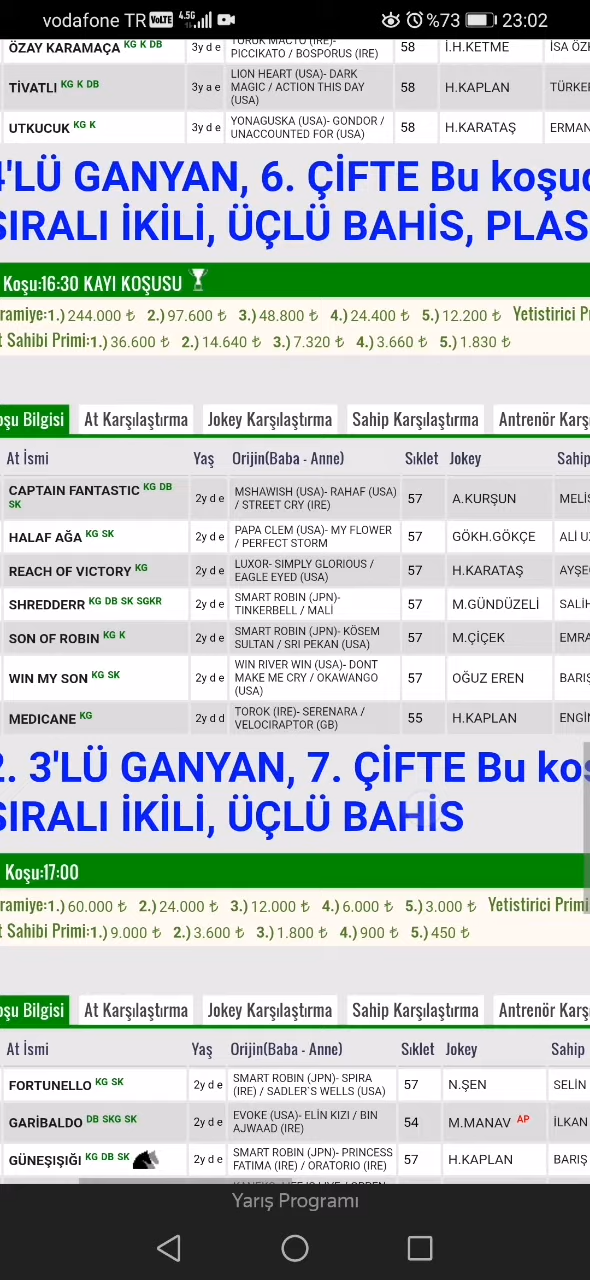 vodafone TR VoLTE 4.5G %73 23:02
ÖZAY KARAMAÇA KG K DB 3y d e PICCIKATO / BOSPORUS (IRE) 58 İ.H.KETME
TİVATLI KG K DB 3y a e LION HEART (USA)- DARK MAGIC / ACTION THIS DAY (USA) 58 H.KAPLAN TÜRKE
UTKUCUK KG K 3y d e YONAGUSKA (USA)- GONDOR / UNACCOUNTED FOR (USA) 58 H.KARATAŞ ERMAN
4'LÜ GANYAN, 6. ÇİFTE Bu koşud
SIRALI İKİLİ, ÜÇLÜ BAHİS, PLAS
Koşu:16:30 KAYI KOŞUSU
ramiye:1.) 244.000 ₺ 2.) 97.600 ₺ 3.) 48.800 ₺ 4.) 24.400 ₺ 5.) 12.200 ₺ Yetistirici Pri
t Sahibi Primi:1.) 36.600 ₺ 2.) 14.640 ₺ 3.) 7.320 ₺ 4.) 3.660 ₺ 5.) 1.830 ₺
oşu Bilgisi At Karşılaştırma Jokey Karşılaştırma Sahip Karşılaştırma Antrenör Karş
At İsmi Yaş Orijin(Baba - Anne) Sıklet Jokey Sahip
CAPTAIN FANTASTIC KG DB SK 2y d e MSHAWISH (USA)- RAHAF (USA) / STREET CRY (IRE) 57 A.KURŞUN MELİS
HALAF AĞA KG SK 2y d e PAPA CLEM (USA)- MY FLOWER / PERFECT STORM 57 GÖKH.GÖKÇE ALİ U
REACH OF VICTORY KG 2y d e LUXOR- SIMPLY GLORIOUS / EAGLE EYED (USA) 57 H.KARATAŞ AYŞE
SHREDDERR KG DB SK SGKR 2y d e SMART ROBIN (JPN)- TINKERBELL / MALİ 57 M.GÜNDÜZELİ SALİH
SON OF ROBIN KG K 2y d e SMART ROBIN (JPN)- KÖSEM SULTAN / SRI PEKAN (USA) 57 M.ÇİÇEK EMRA
WIN MY SON KG SK 2y d e WIN RIVER WIN (USA)- DONT MAKE ME CRY / OKAWANGO (USA) 57 OĞUZ EREN BARIŞ
MEDICANE KG 2y d d TOROK (IRE)- SERENARA / VELOCIRAPTOR (GB) 55 H.KAPLAN ENGİN
2. 3'LÜ GANYAN, 7. ÇİFTE Bu koş
SIRALI İKİLİ, ÜÇLÜ BAHİS
Koşu:17:00
ramiye:1.) 60.000 ₺ 2.) 24.000 ₺ 3.) 12.000 ₺ 4.) 6.000 ₺ 5.) 3.000 ₺ Yetistirici Primi
t Sahibi Primi:1.) 9.000 ₺ 2.) 3.600 ₺ 3.) 1.800 ₺ 4.) 900 ₺ 5.) 450 ₺
oşu Bilgisi At Karşılaştırma Jokey Karşılaştırma Sahip Karşılaştırma Antrenör Karş
At İsmi Yaş Orijin(Baba - Anne) Sıklet Jokey Sahip
FORTUNELLO KG SK 2y d e SMART ROBIN (JPN)- SPIRA (IRE) / SADLER`S WELLS (USA) 57 N.ŞEN SELİN
GARİBALDO DB SKG SK 2y d e EVOKE (USA)- ELİN KIZI / BIN AJWAAD (IRE) 54 M.MANAV AP İLKAN
GÜNEŞIŞIĞI KG DB SK 2y d e SMART ROBIN (JPN)- PRINCESS FATIMA (IRE) / ORATORIO (IRE) 57 H.KAPLAN BARIŞ
Yarış Programı